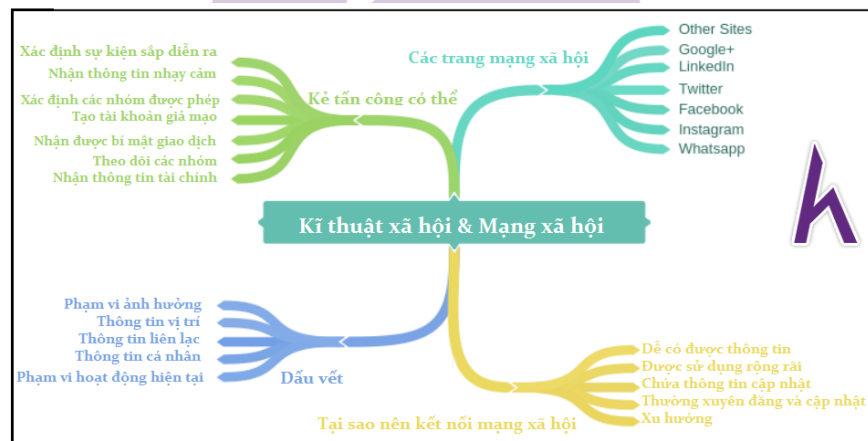 Xác định sự kiện sắp diễn ra
Nhận thông tin nhạy cảm
Xác định các nhóm được phép
Tạo tài khoản giả mạo
Nhận được bí mật giao dịch
Theo dõi các nhóm
Nhận thông tin tài chính
Kẻ tấn công có thể
Các trang mạng xã hội
Other Sites
Google+
LinkedIn
Twitter
Facebook
Instagram
Whatsapp
Kĩ thuật xã hội & Mạng xã hội
Phạm vi ảnh hưởng
Thông tin vị trí
Thông tin liên lạc
Thông tin cá nhân
Phạm vi hoạt động hiện tại
Dấu vết
Tại sao nên kết nối mạng xã hội
Dễ có được thông tin
Được sử dụng rộng rãi
Chứa thông tin cập nhật
Thường xuyên đăng và cập nhật
Xu hướng